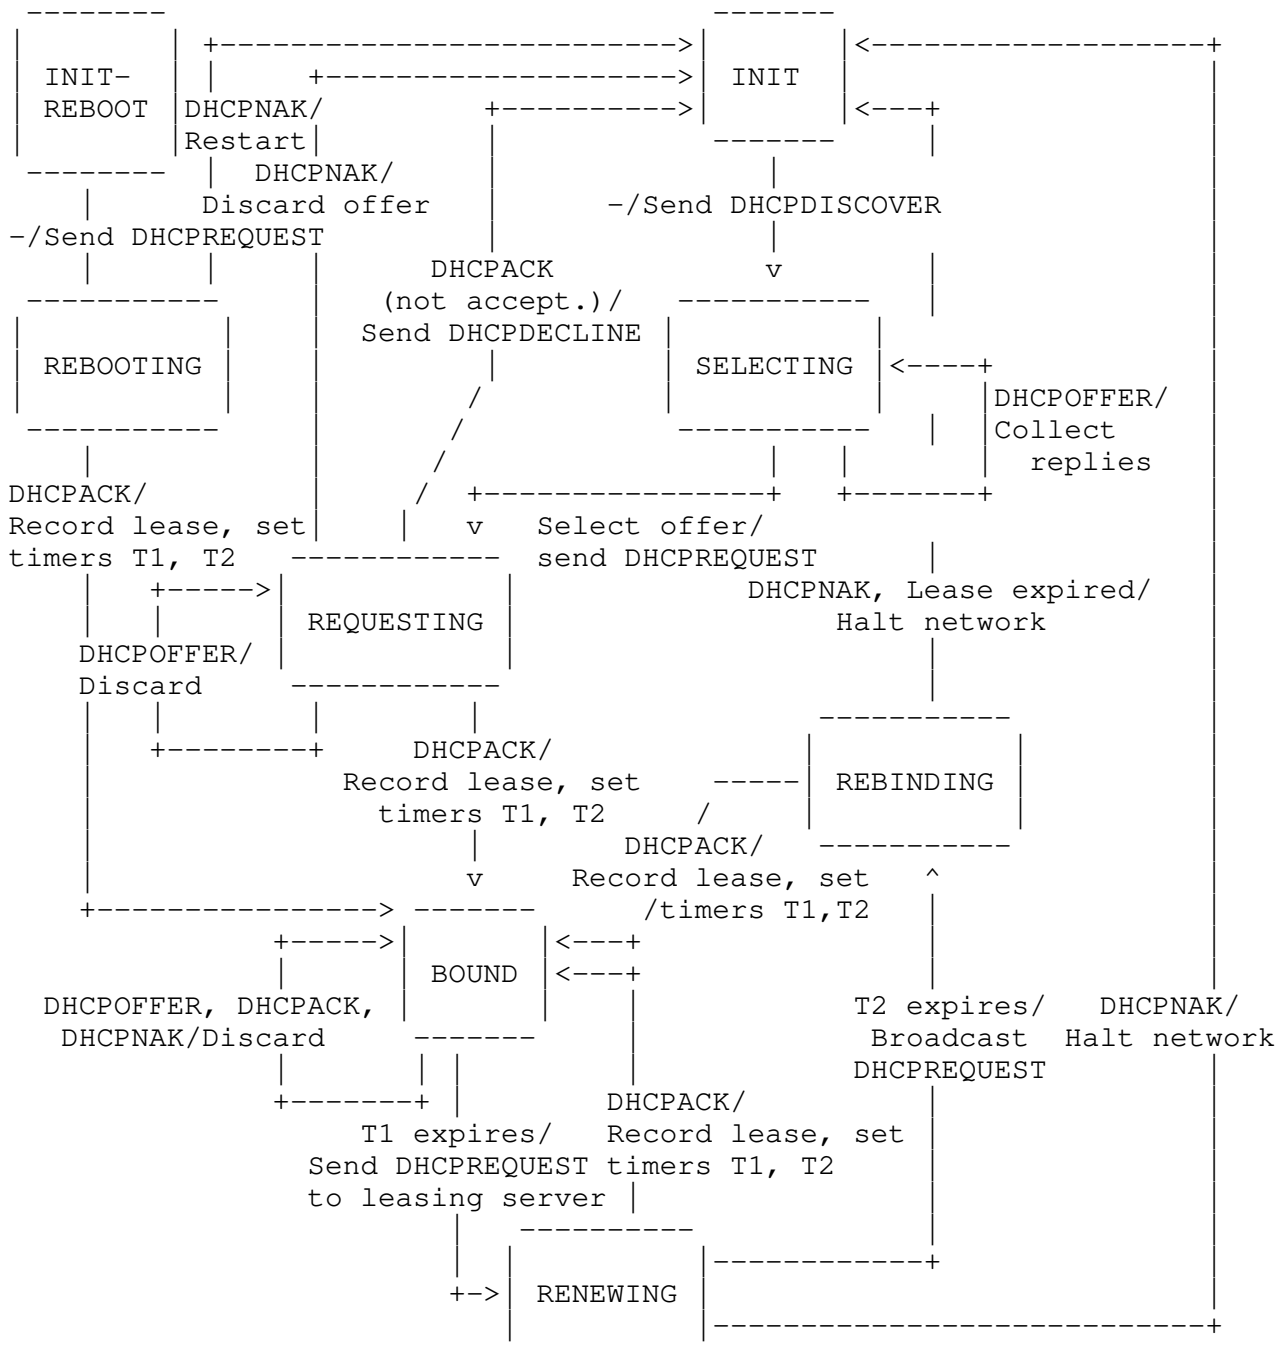 INIT-
INIT
REBOOT
DHCPNAK/
Restart
DHCPNAK/
Discard offer
-/Send DHCPDISCOVER
-/Send DHCPREQUEST
DHCPACK
(not accept.)/
Send DHCPDECLINE
REBOOTING
SELECTING
DHCPOFFER/
Collect
replies
DHCPACK/
Record lease, set
timers T1, T2
Select offer/
send DHCPREQUEST
DHCPNAK, Lease expired/
Halt network
REQUESTING
DHCPOFFER/
Discard
DHCPACK/
Record lease, set
timers T1, T2
REBINDING
DHCPACK/
Record lease, set
/timers T1,T2
BOUND
DHCPOFFER, DHCPACK,
DHCPNAK/Discard
T2 expires/
Broadcast
DHCPREQUEST
DHCPNAK/
Halt network
T1 expires/
Send DHCPREQUEST
to leasing server
DHCPACK/
Record lease, set
timers T1, T2
RENEWING